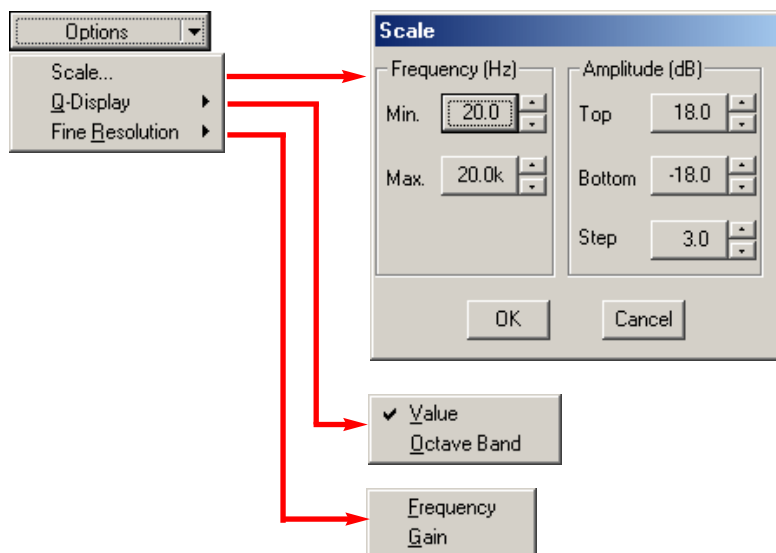 Options
Scale...
Q-Display
Fine Resolution
Scale
Frequency (Hz)
Min. 20.0
Max. 20.0k
Amplitude (dB)
Top 18.0
Bottom -18.0
Step 3.0
OK Cancel
Value
Octave Band
Frequency
Gain